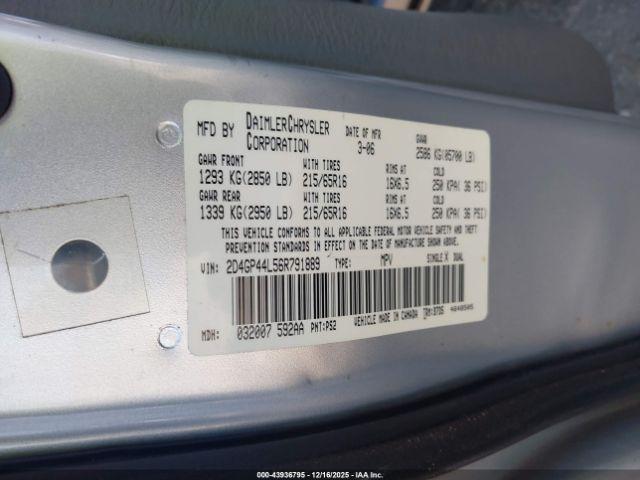 MFD BY DAIMLERCHRYSLER CORPORATION DATE OF MFR 3-06 GVWR 2586 KG(05700 LB)
GAWR FRONT WITH TIRES RIMS AT COLD
1293 KG(2850 LB) 215/65R16 16X6.5 250 KPA( 36 PSI)
GAWR REAR WITH TIRES RIMS AT COLD
1339 KG(2950 LB) 215/65R16 16X6.5 250 KPA( 36 PSI)
THIS VEHICLE CONFORMS TO ALL APPLICABLE FEDERAL MOTOR VEHICLE SAFETY AND THEFT
PREVENTION STANDARDS IN EFFECT ON THE DATE OF MANUFACTURE SHOWN ABOVE.
VIN: 2D4GP44L56R791889 TYPE: MPV SINGLE X DUAL
MDH: 032007 592AA PNT:PS2 VEHICLE MADE IN CANADA
000-43936795 - 12/16/2025 - IAA Inc.